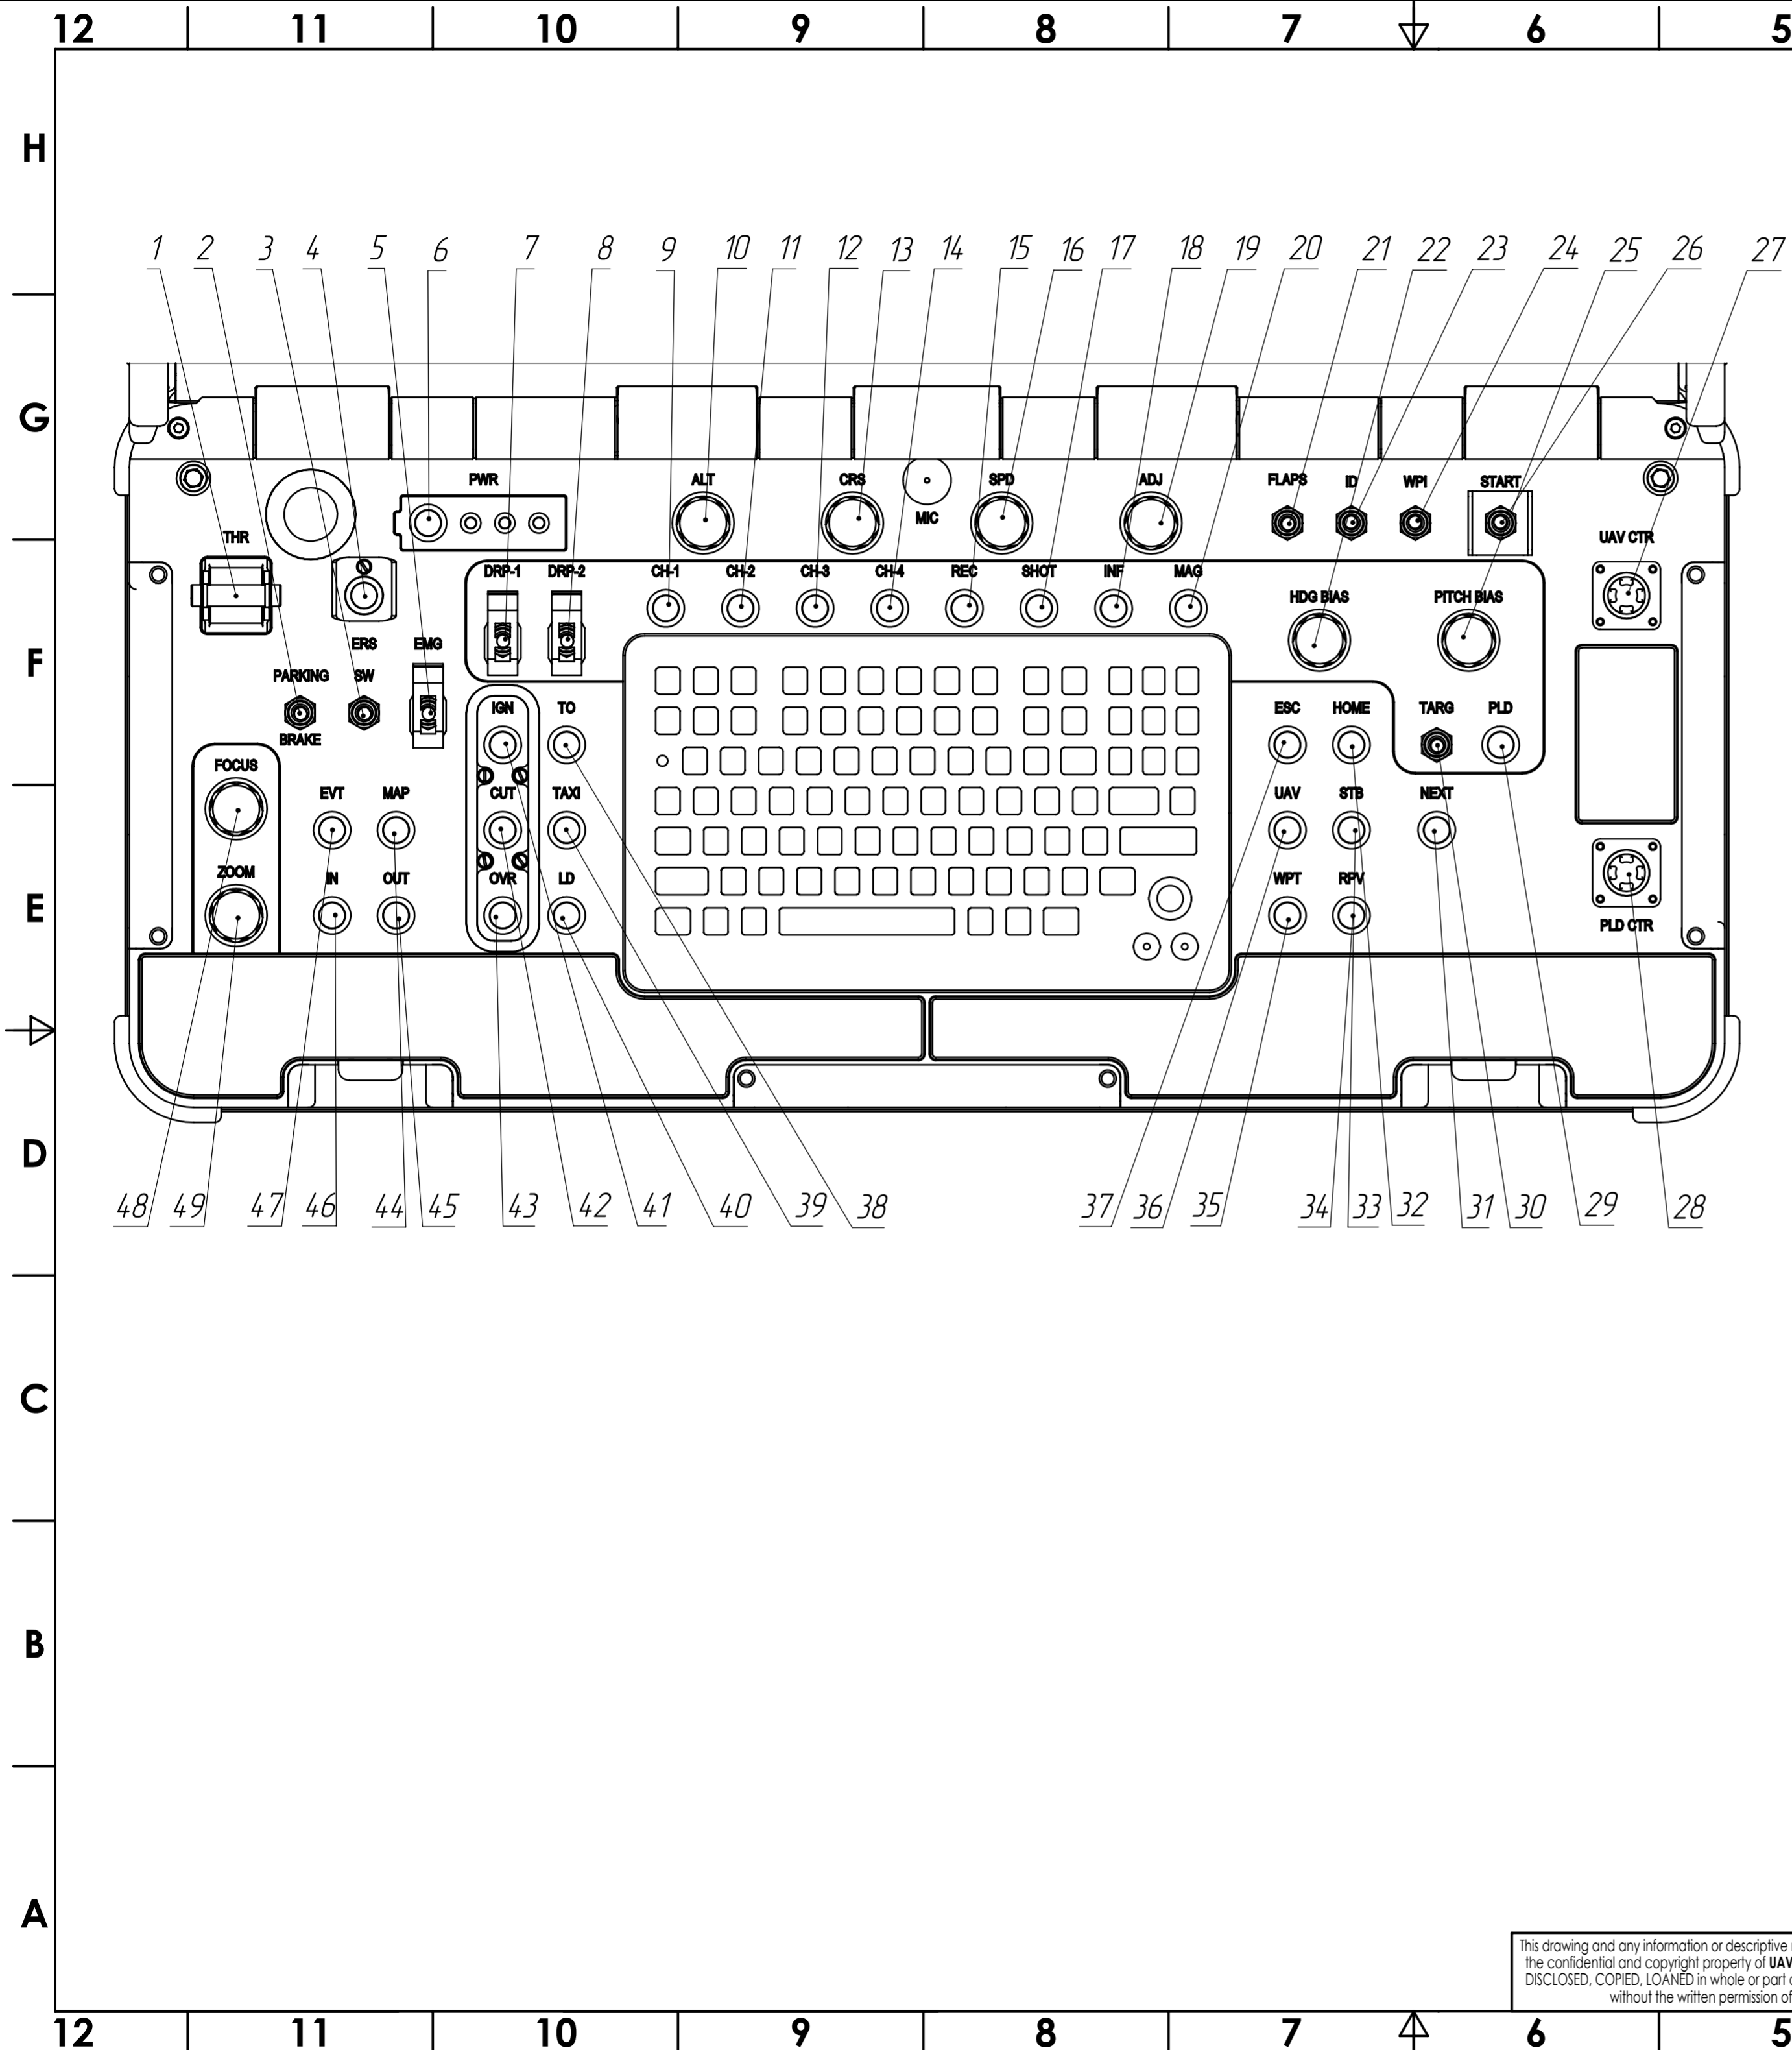 12 11 10 9 8 7 6 5
H
1 2 3 4 5 6 7 8 9 10 11 12 13 14 15 16 17 18 19 20 21 22 23 24 25 26 27
G
PWR ALT CRS SPD ADJ FLAPS ID WPI START
MIC
THR UAV CTR
DRP-1 DRP-2 CH-1 CH-2 CH-3 CH-4 REC SHOT INF MAG
HDG BIAS PITCH BIAS
ERS EMG
F
PARKING SW
IGN TO ESC HOME TARG PLD
BRAKE
FOCUS
EVT MAP CUT TAXI UAV STB NEXT
ZOOM IN OUT OVR LD WPT RPV
E
PLD CTR
D
48 49 47 46 44 45 43 42 41 40 39 38 37 36 35 34 33 32 31 30 29 28
C
B
A
This drawing and any information or descriptive
the confidential and copyright property of UAV
DISCLOSED, COPIED, LOANED in whole or part
without the written permission of
12 11 10 9 8 7 6 5